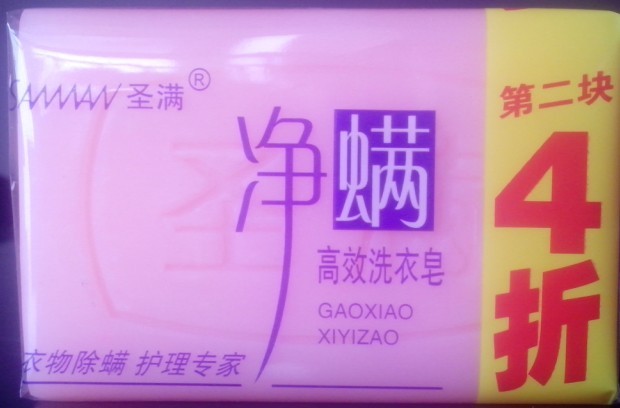 SANMAN 圣满®
净螨
高效洗衣皂
GAOXIAO
XIYIZAO
衣物除螨 护理专家
第二块
4
折